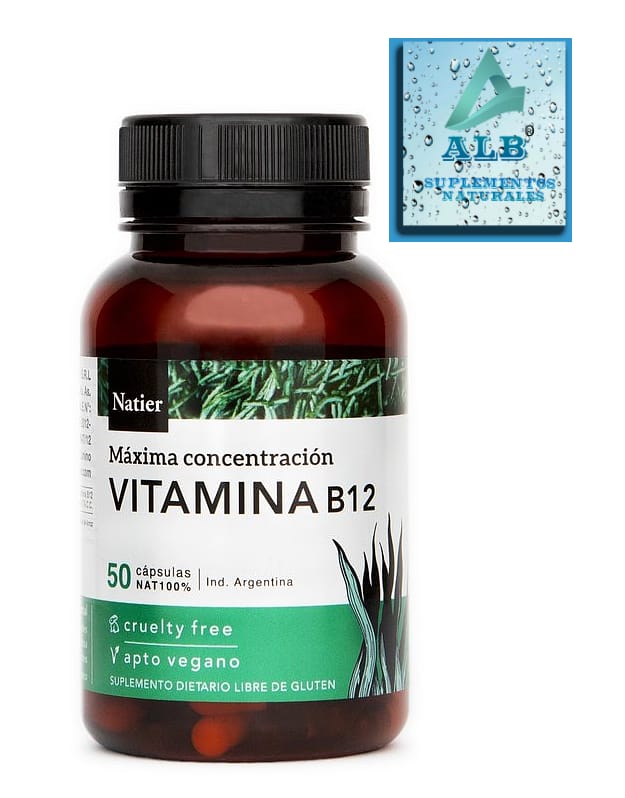 ALB®
SUPLEMENTOS
NATURALES
Natier
Máxima concentración
VITAMINA B12
50 cápsulas
NAT100%
Ind. Argentina
cruelty free
apto vegano
SUPLEMENTO DIETARIO LIBRE DE GLUTEN